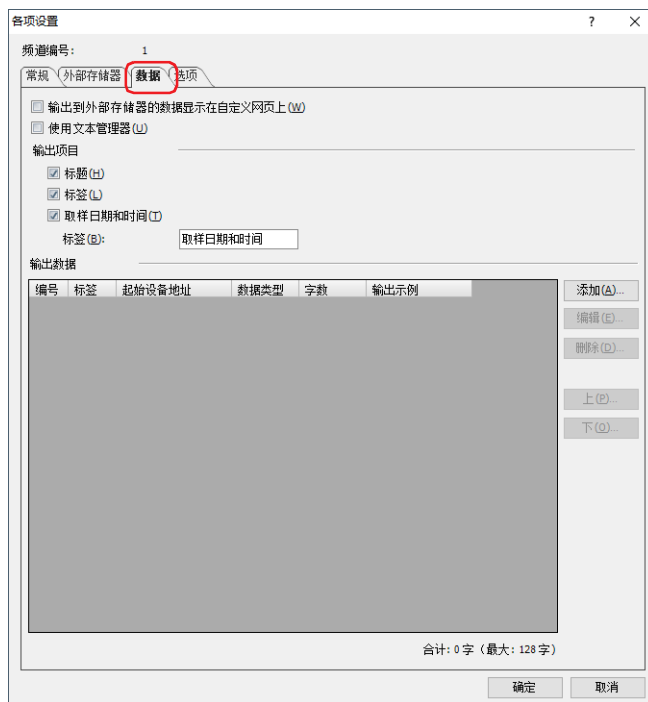 各项设置 ? ×
频道编号: 1
常规 外部存储器 数据 选项
输出到外部存储器的数据显示在自定义网页上(W)
使用文本管理器(U)
输出项目
标题(H)
标签(L)
取样日期和时间(T)
标签(B): 取样日期和时间
输出数据
编号 标签 起始设备地址 数据类型 字数 输出示例
添加(A)...
编辑(E)...
删除(D)...
上(P)...
下(O)...
合计: 0 字 (最大: 128 字)
确定 取消